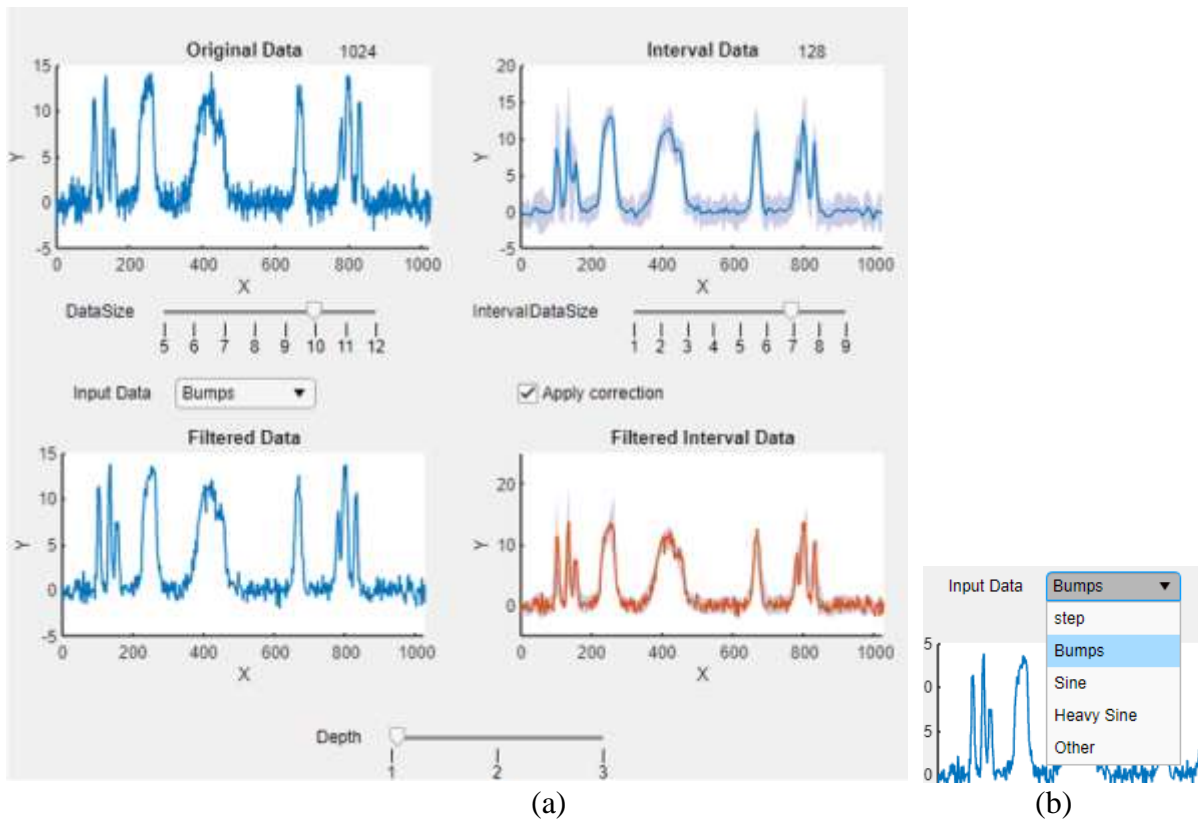 Original Data 1024
15
10
5
0
-5
Y
0 200 400 600 800 1000
X
Interval Data 128
20
15
10
5
0
-5
Y
0 200 400 600 800 1000
X
DataSize
5 6 7 8 9 10 11 12
IntervalDataSize
1 2 3 4 5 6 7 8 9
Input Data Bumps
Apply correction
Filtered Data
15
10
5
0
-5
Y
0 200 400 600 800 1000
X
Filtered Interval Data
20
10
0
Y
0 200 400 600 800 1000
X
Depth
1 2 3
(a)
Input Data Bumps
step
Bumps
Sine
Heavy Sine
Other
5
0
5
0
(b)